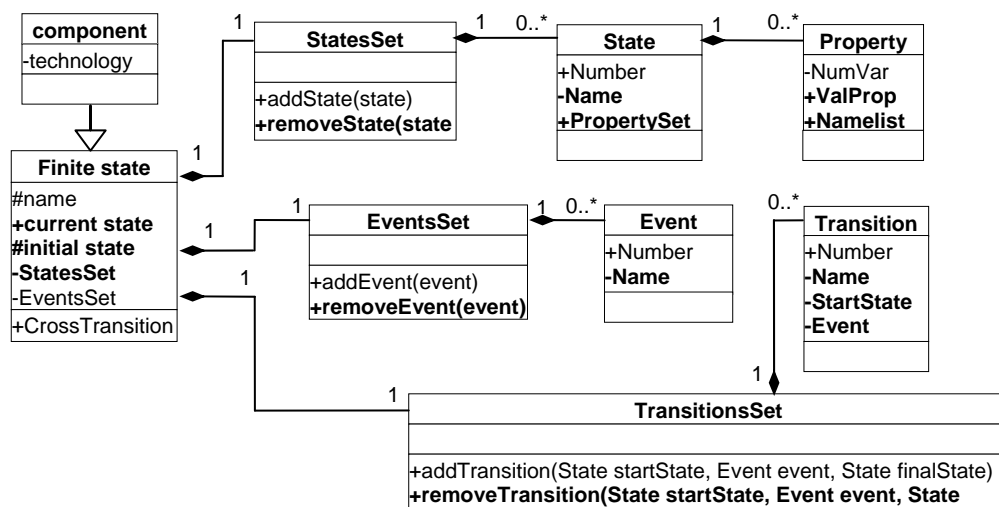 component
-technology
Finite state
#name
+current state
#initial state
-StatesSet
-EventsSet
+CrossTransition
1
1
StatesSet
+addState(state)
+removeState(state
1
0..*
State
+Number
-Name
+PropertySet
1
0..*
Property
-NumVar
+ValProp
+Namelist
1
1
EventsSet
+addEvent(event)
+removeEvent(event)
1
0..*
Event
+Number
-Name
0..*
Transition
+Number
-Name
-StartState
-Event
1
1
1
TransitionsSet
+addTransition(State startState, Event event, State finalState)
+removeTransition(State startState, Event event, State